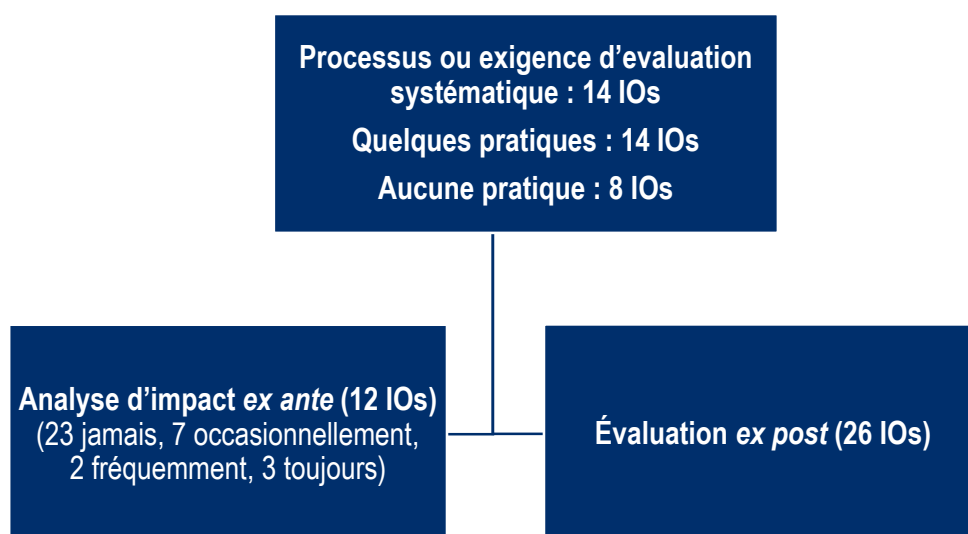 Processus ou exigence d’evaluation
systématique : 14 IOs
Quelques pratiques : 14 IOs
Aucune pratique : 8 IOs
Analyse d’impact ex ante (12 IOs)
(23 jamais, 7 occasionnellement,
2 fréquemment, 3 toujours)
Évaluation ex post (26 IOs)